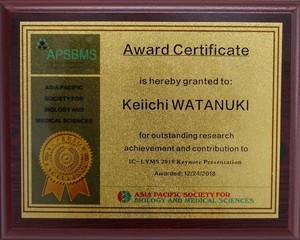 APSBMS
ASIA PACIFIC
SOCIETY FOR
BIOLOGY AND
MEDICAL SCIENCES
Award Certificate
is hereby granted to:
Keiichi WATANUKI
for outstanding research
achievement and contribution to
IC- LYMS 2018 Keynote Presentation
Awarded: 12/24/2018
ASIA PACIFIC SOCIETY FOR
BIOLOGY AND MEDICAL SCIENCES